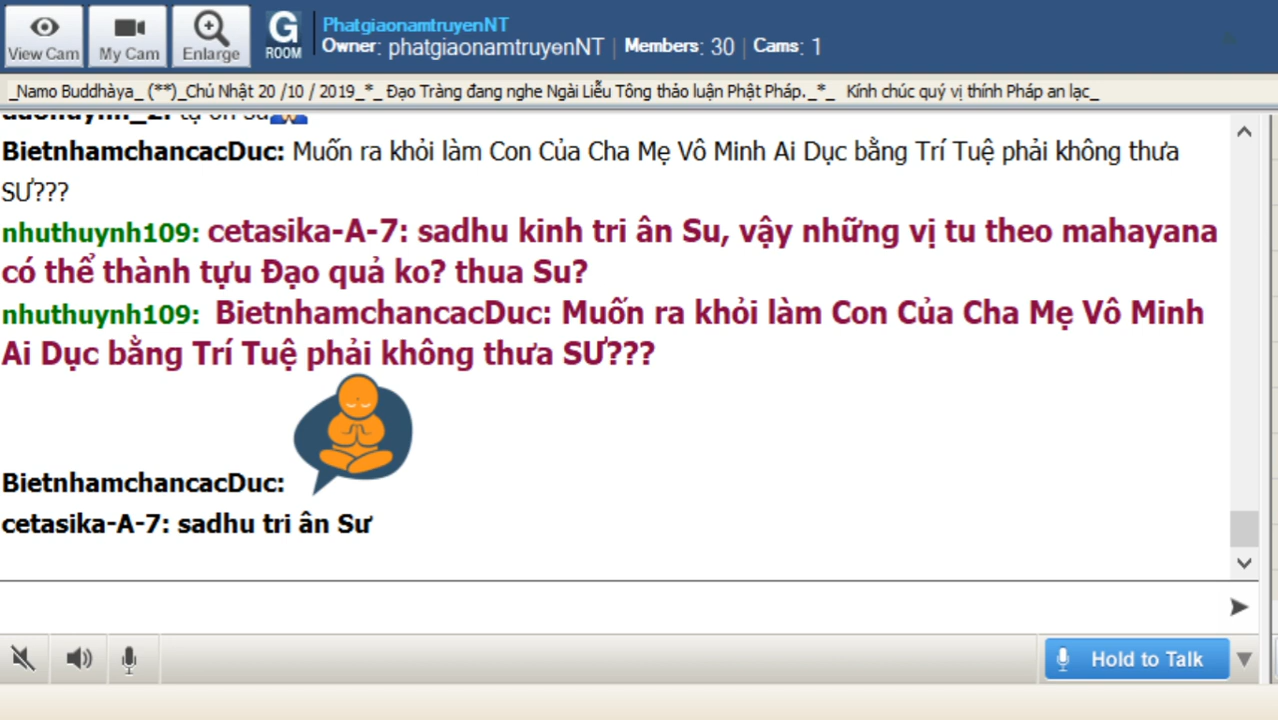 View Cam
My Cam
Enlarge
G
ROOM
PhatgiaonamtruyenNT
Owner: phatgiaonamtruyenNT | Members: 30 | Cams: 1
_Namo Buddhàya_ (**)_Chủ Nhật 20 /10 / 2019_*_ Đạo Tràng đang nghe Ngài Liễu Tông thảo luận Phật Pháp._*_ Kính chúc quý vị thính Pháp an lạc_
BietnhamchancacDuc: Muốn ra khỏi làm Con Của Cha Mẹ Vô Minh Ai Dục bằng Trí Tuệ phải không thưa
SƯ???
nhuthuynh109: cetasika-A-7: sadhu kinh tri ân Su, vậy những vị tu theo mahayana
có thể thành tựu Đạo quả ko? thua Su?
nhuthuynh109: BietnhamchancacDuc: Muốn ra khỏi làm Con Của Cha Mẹ Vô Minh
Ai Dục bằng Trí Tuệ phải không thưa SƯ???
BietnhamchancacDuc:
cetasika-A-7: sadhu tri ân Sư
Hold to Talk